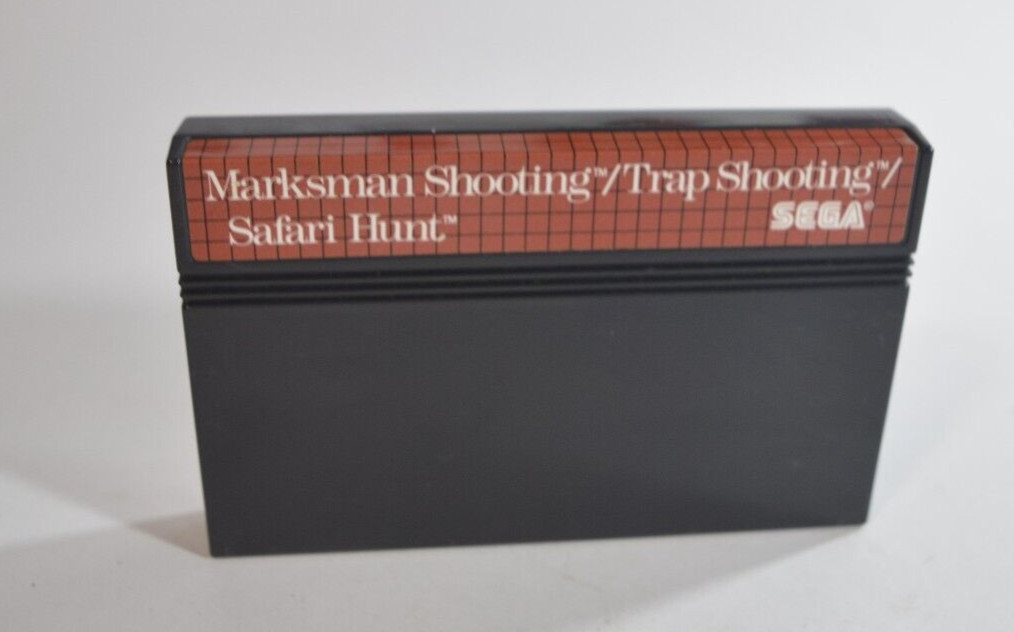 Marksman Shooting™/Trap Shooting™/
Safari Hunt™
SEGA®